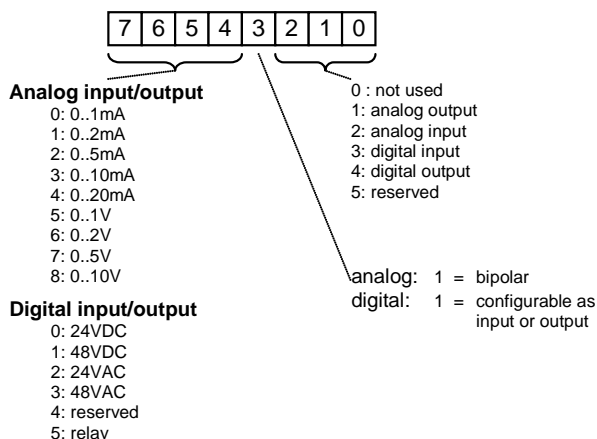 7 6 5 4 3 2 1 0
Analog input/output
0: 0..1mA
1: 0..2mA
2: 0..5mA
3: 0..10mA
4: 0..20mA
5: 0..1V
6: 0..2V
7: 0..5V
8: 0..10V
Digital input/output
0: 24VDC
1: 48VDC
2: 24VAC
3: 48VAC
4: reserved
5: relay
0 : not used
1: analog output
2: analog input
3: digital input
4: digital output
5: reserved
analog: 1 = bipolar
digital: 1 = configurable as
input or output